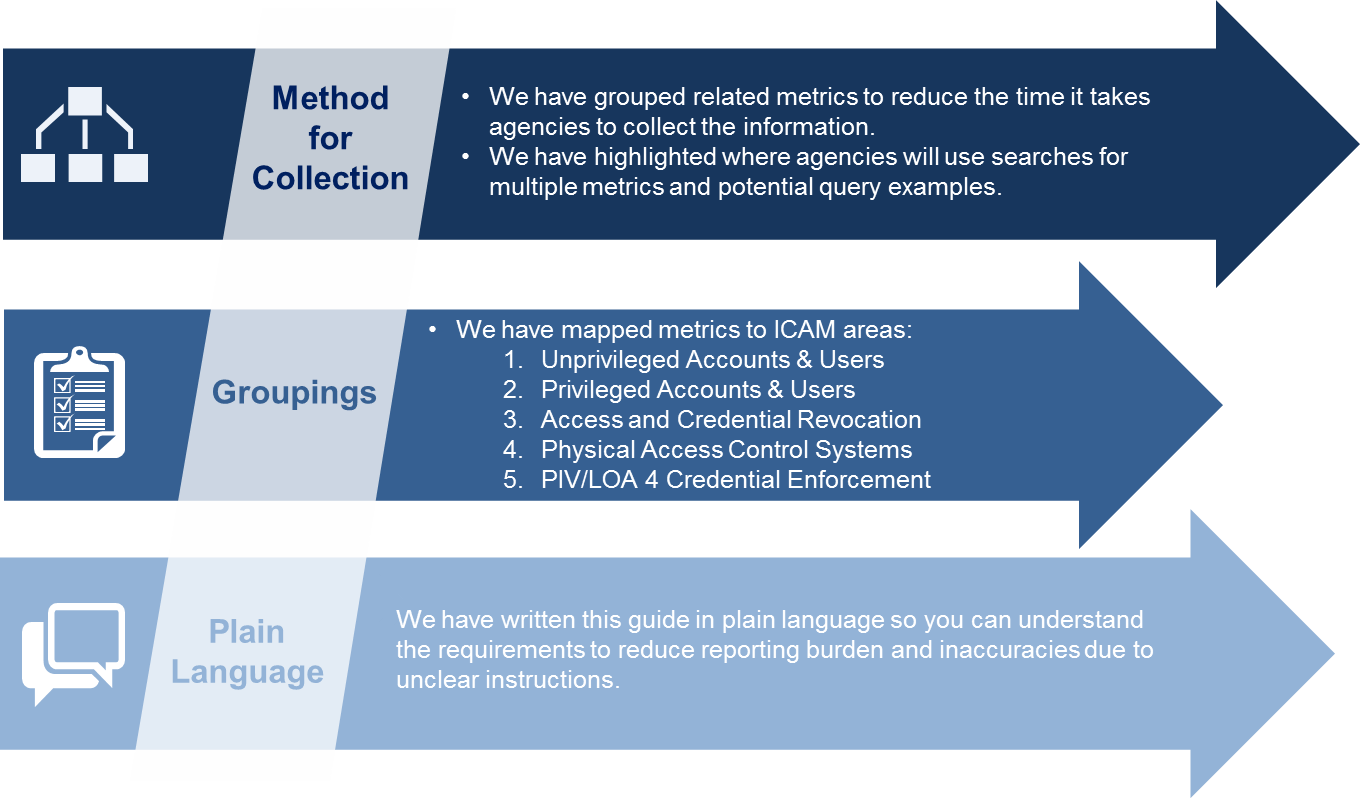 Method
for
Collection
• We have grouped related metrics to reduce the time it takes
agencies to collect the information.
• We have highlighted where agencies will use searches for
multiple metrics and potential query examples.
Groupings
• We have mapped metrics to ICAM areas:
1. Unprivileged Accounts & Users
2. Privileged Accounts & Users
3. Access and Credential Revocation
4. Physical Access Control Systems
5. PIV/LOA 4 Credential Enforcement
Plain
Language
We have written this guide in plain language so you can understand
the requirements to reduce reporting burden and inaccuracies due to
unclear instructions.